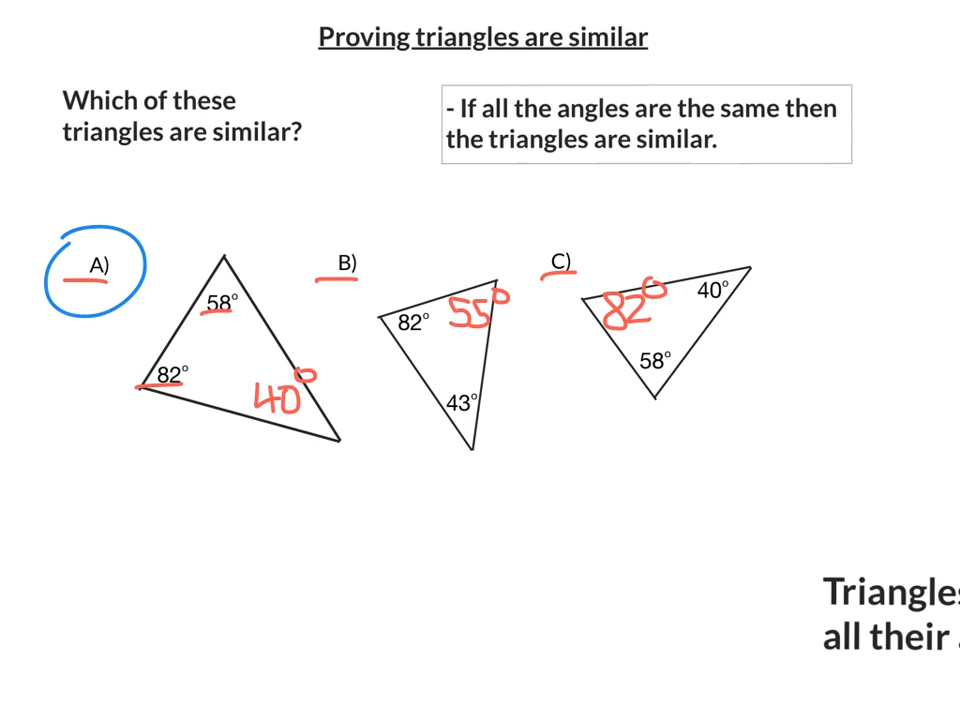 Proving triangles are similar
Which of these
triangles are similar?
- If all the angles are the same then
the triangles are similar.
A)
58°
82°
40°
B)
82°
55°
43°
C)
82°
40°
58°
Triangles
all their